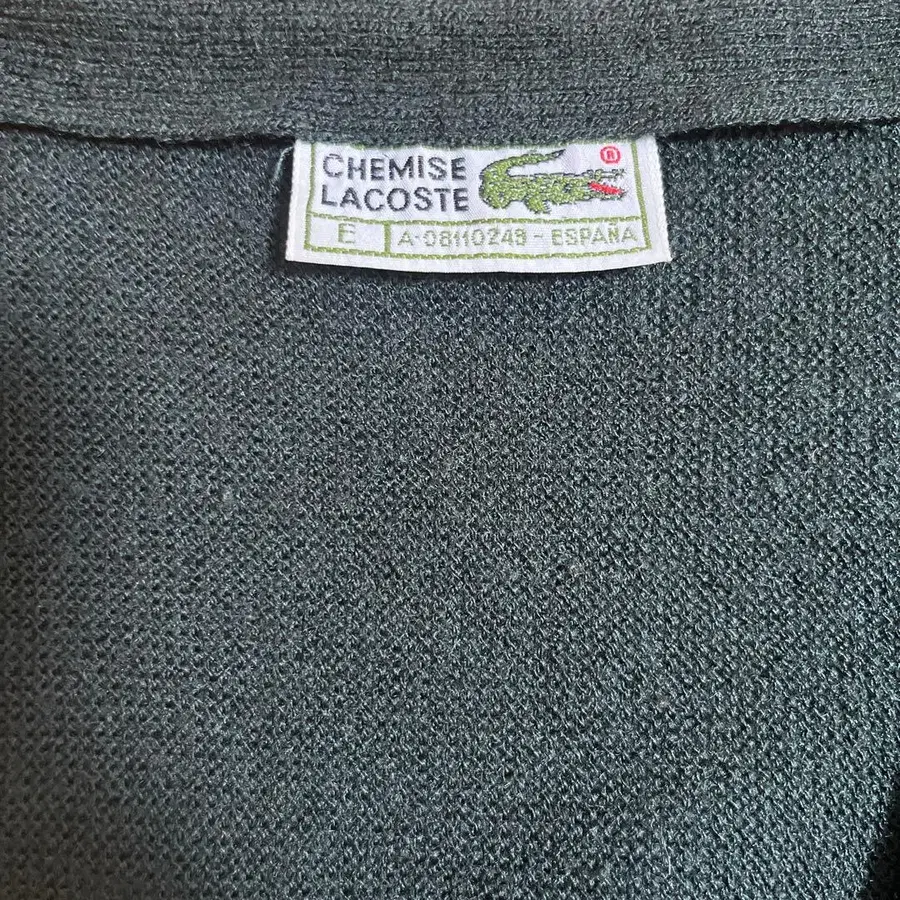 CHEMISE
LACOSTE
®
E A-08110248-ESPAÑA